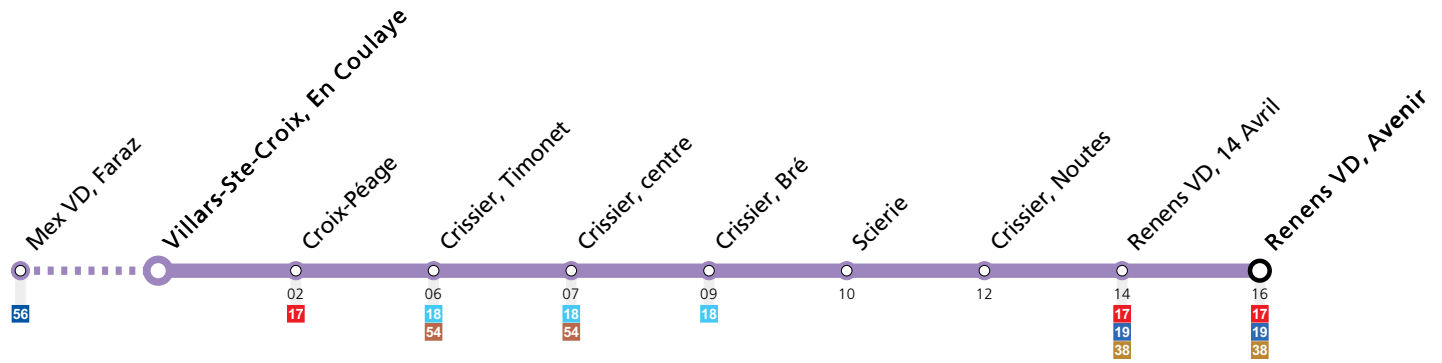 Mex VD, Faraz
Villars-Ste-Croix, En Coulaye
Croix-Péage
Crissier, Timonet
Crissier, centre
Crissier, Bré
Scierie
Crissier, Noutes
Renens VD, 14 Avril
Renens VD, Avenir
02 06 07 09 10 12 14 16
56 17 18 18 18 17 17
54 54 19 19
38 38